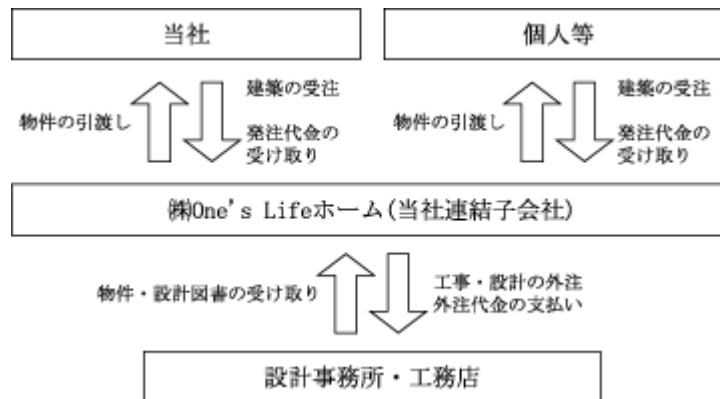 当社
個人等
物件の引渡し
建築の受注
発注代金の
受け取り
物件の引渡し
建築の受注
発注代金の
受け取り
㈱One's Lifeホーム(当社連結子会社)
物件・設計図書の受け取り
工事・設計の外注
外注代金の支払い
設計事務所・工務店